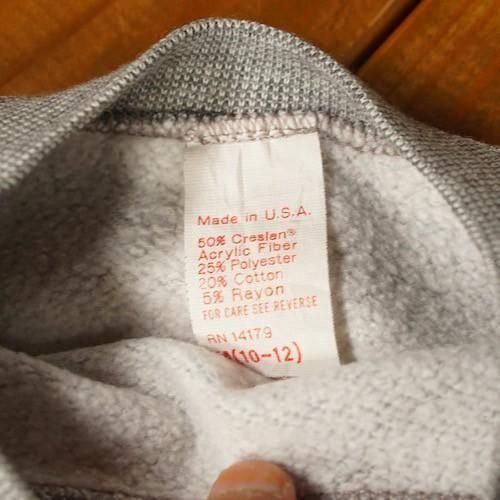 Made in U.S.A.
50% Creslan®
Acrylic Fiber
25% Polyester
20% Cotton
5% Rayon
FOR CARE SEE REVERSE
RN 14179
(10-12)